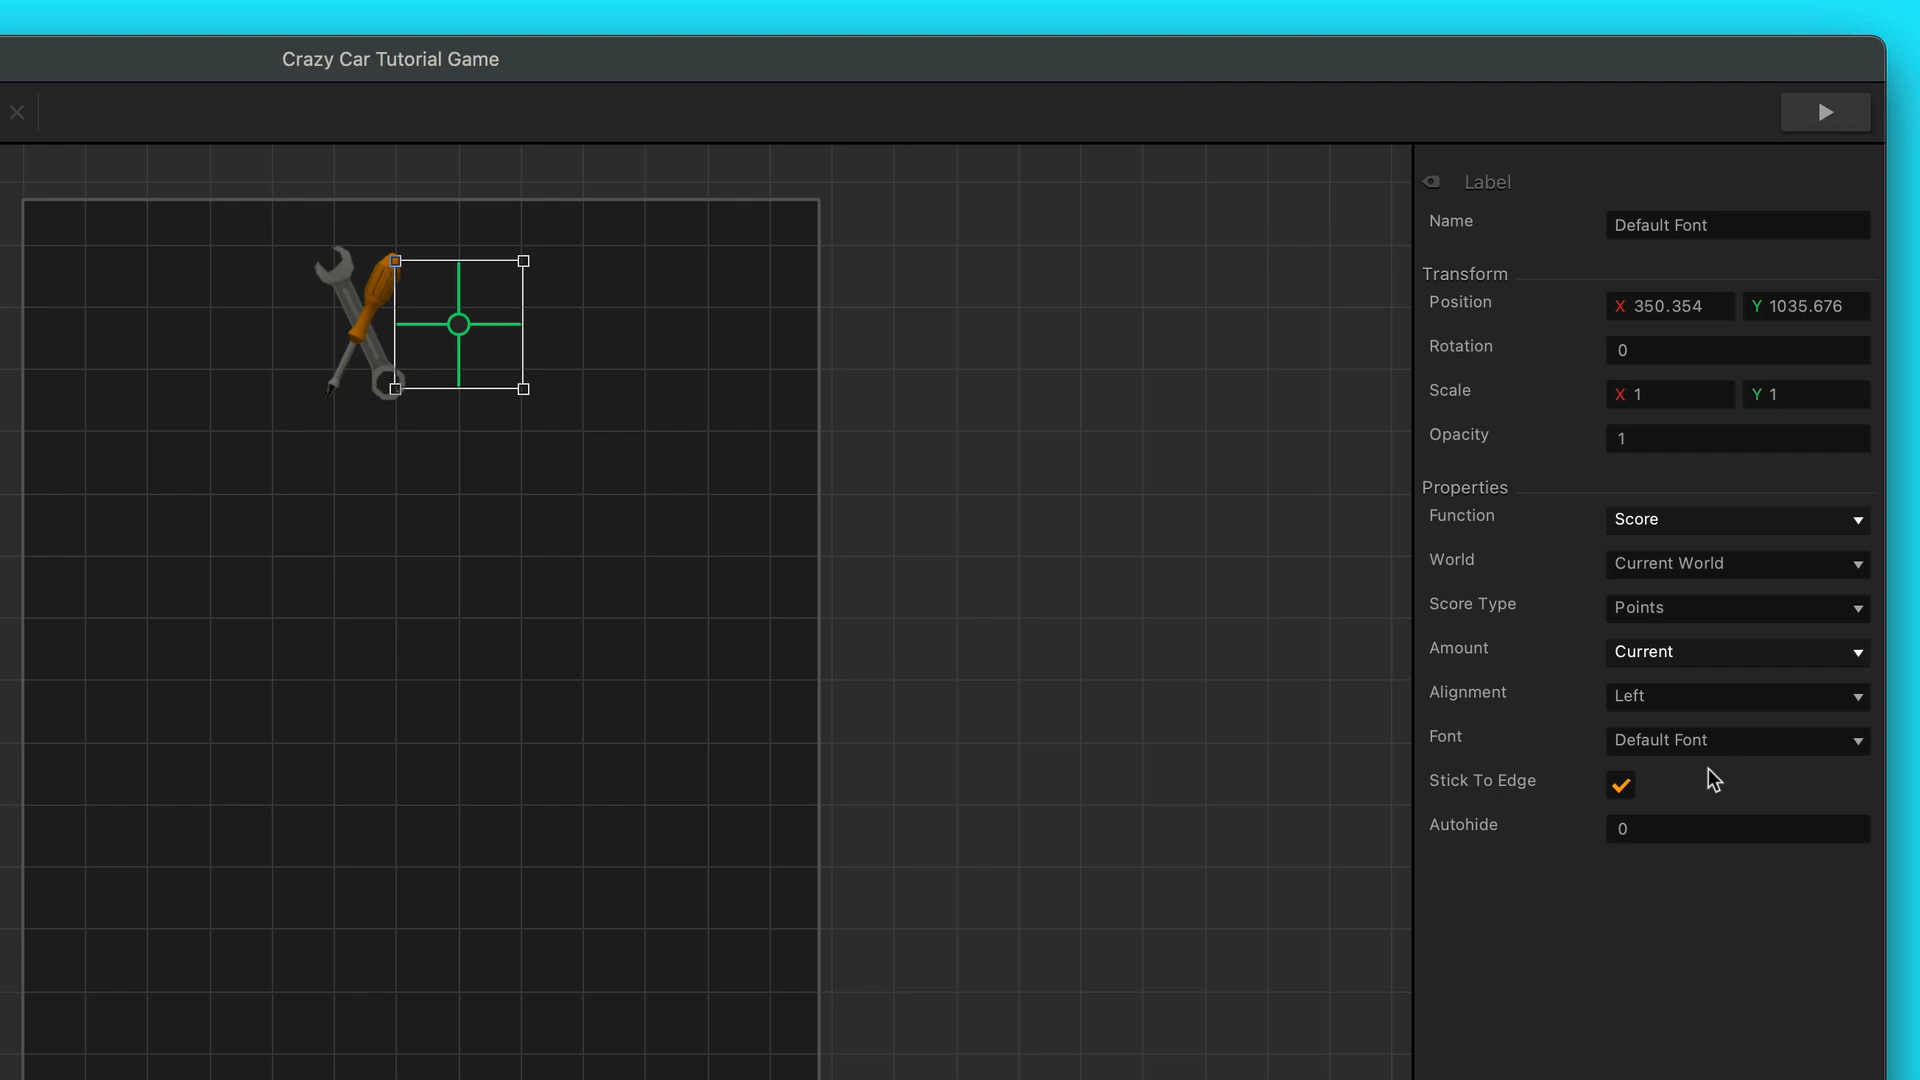 Crazy Car Tutorial Game
Label
Name Default Font
Transform
Position X 350.354 Y 1035.676
Rotation 0
Scale X 1 Y 1
Opacity 1
Properties
Function Score
World Current World
Score Type Points
Amount Current
Alignment Left
Font Default Font
Stick To Edge
Autohide 0